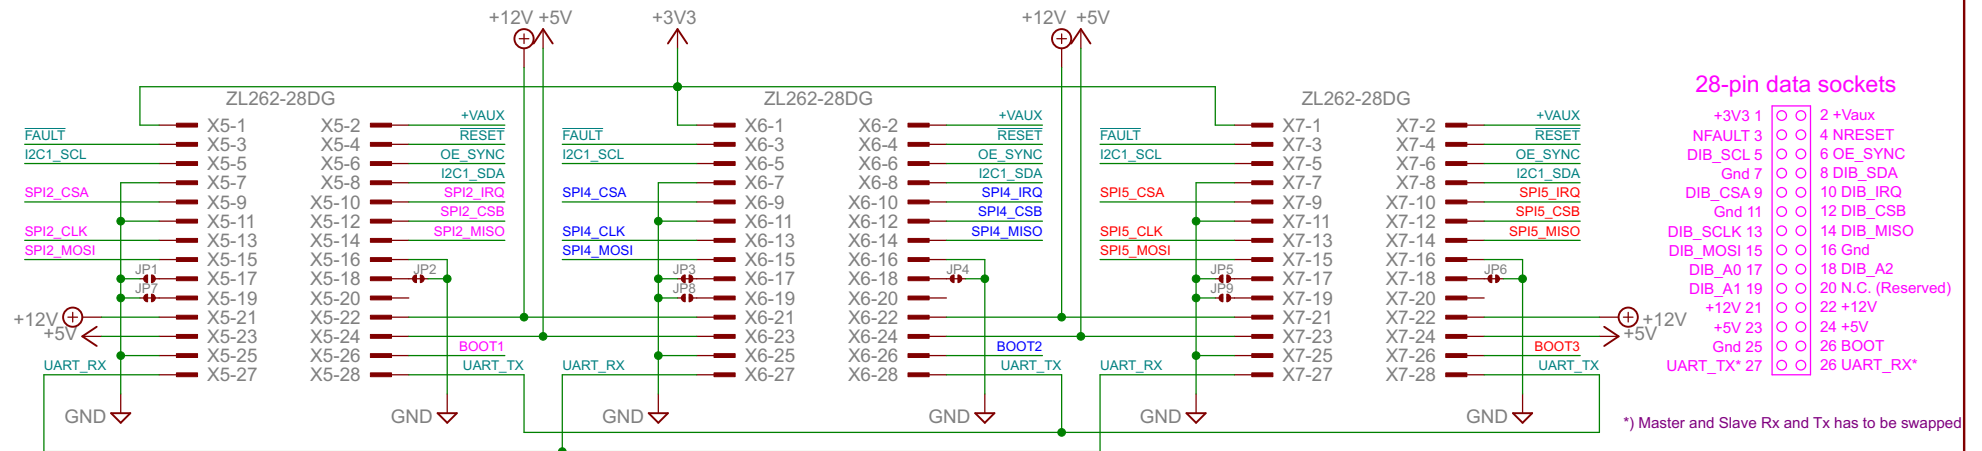 +12V +5V
+3V3
+12V +5V
ZL262-28DG
ZL262-28DG
ZL262-28DG
28-pin data sockets
X5-1 X5-2 +VAUX X6-1 X6-2 +VAUX X7-1 X7-2 +VAUX +3V3 1 2 +Vaux
FAULT X5-3 X5-4 RESET FAULT X6-3 X6-4 RESET FAULT X7-3 X7-4 RESET NFAULT 3 4 NRESET
I2C1_SCL X5-5 X5-6 OE_SYNC I2C1_SCL X6-5 X6-6 OE_SYNC I2C1_SCL X7-5 X7-6 OE_SYNC DIB_SCL 5 6 OE_SYNC
X5-7 X5-8 I2C1_SDA X6-7 X6-8 I2C1_SDA X7-7 X7-8 I2C1_SDA Gnd 7 8 DIB_SDA
SPI2_CSA X5-9 X5-10 SPI2_IRQ SPI4_CSA X6-9 X6-10 SPI4_IRQ SPI5_CSA X7-9 X7-10 SPI5_IRQ DIB_CSA 9 10 DIB_IRQ
X5-11 X5-12 SPI2_CSB X6-11 X6-12 SPI4_CSB X7-11 X7-12 SPI5_CSB Gnd 11 12 DIB_CSB
SPI2_CLK X5-13 X5-14 SPI2_MISO SPI4_CLK X6-13 X6-14 SPI4_MISO SPI5_CLK X7-13 X7-14 SPI5_MISO DIB_SCLK 13 14 DIB_MISO
SPI2_MOSI X5-15 X5-16 SPI4_MOSI X6-15 X6-16 SPI5_MOSI X7-15 X7-16 DIB_MOSI 15 16 Gnd
JP1 X5-17 X5-18 JP2 JP3 X6-17 X6-18 JP4 JP5 X7-17 X7-18 JP6 DIB_A0 17 18 DIB_A2
JP7 X5-19 X5-20 JP8 X6-19 X6-20 JP9 X7-19 X7-20 DIB_A1 19 20 N.C. (Reserved)
+12V X5-21 X5-22 X6-21 X6-22 X7-21 X7-22 +12V +12V 21 22 +12V
+5V X5-23 X5-24 X6-23 X6-24 X7-23 X7-24 +5V +5V 23 24 +5V
X5-25 X5-26 BOOT1 X6-25 X6-26 BOOT2 X7-25 X7-26 BOOT3 Gnd 25 26 BOOT
UART_RX X5-27 X5-28 UART_TX UART_RX X6-27 X6-28 UART_TX UART_RX X7-27 X7-28 UART_TX UART_TX* 27 26 UART_RX*
GND GND GND GND GND GND
*) Master and Slave Rx and Tx has to be swapped